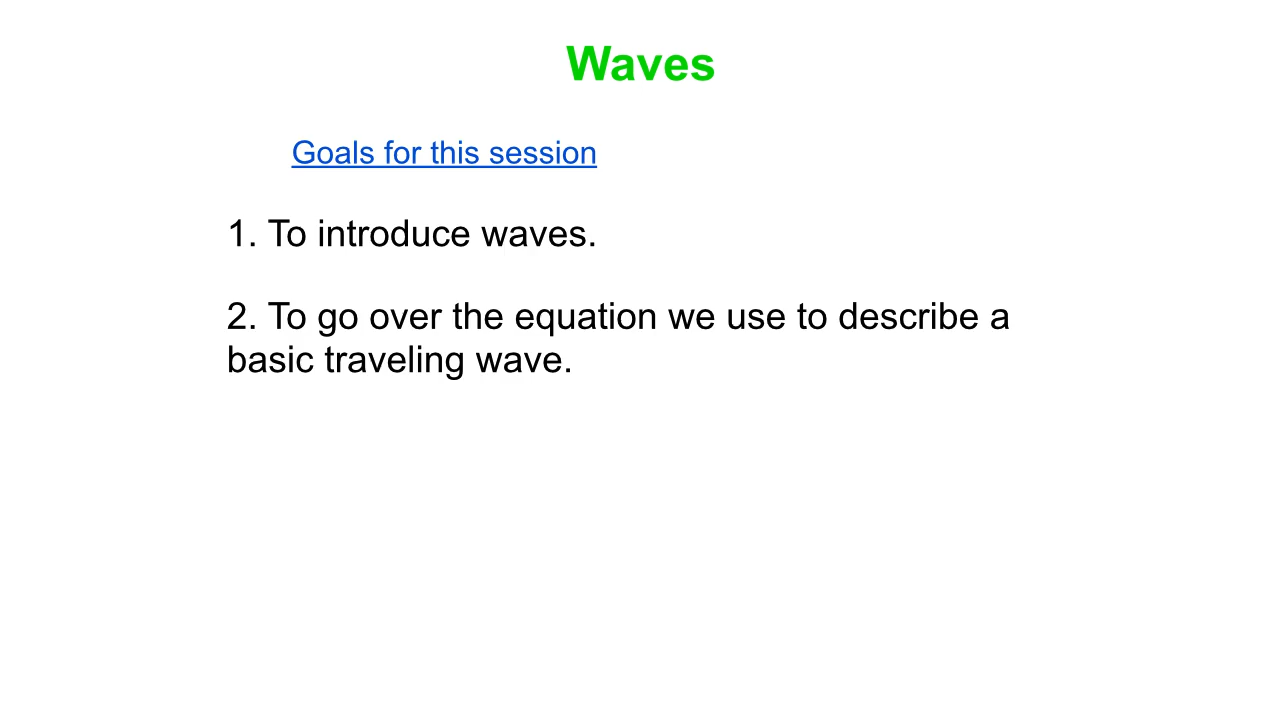 Waves
Goals for this session
1. To introduce waves.
2. To go over the equation we use to describe a
basic traveling wave.